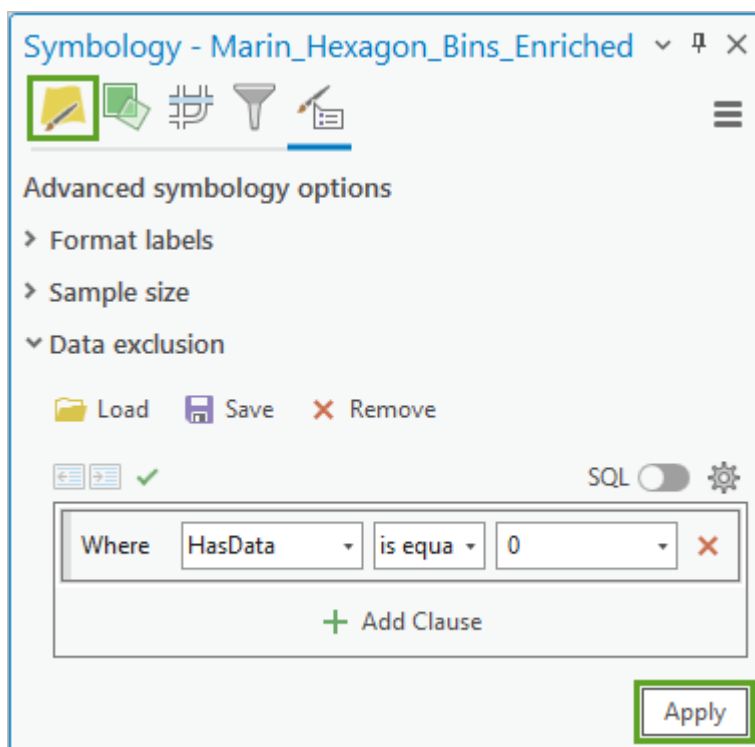 Symbology - Marin_Hexagon_Bins_Enriched
Advanced symbology options
Format labels
Sample size
Data exclusion
Load Save Remove
SQL
Where HasData is equa 0
Add Clause
Apply